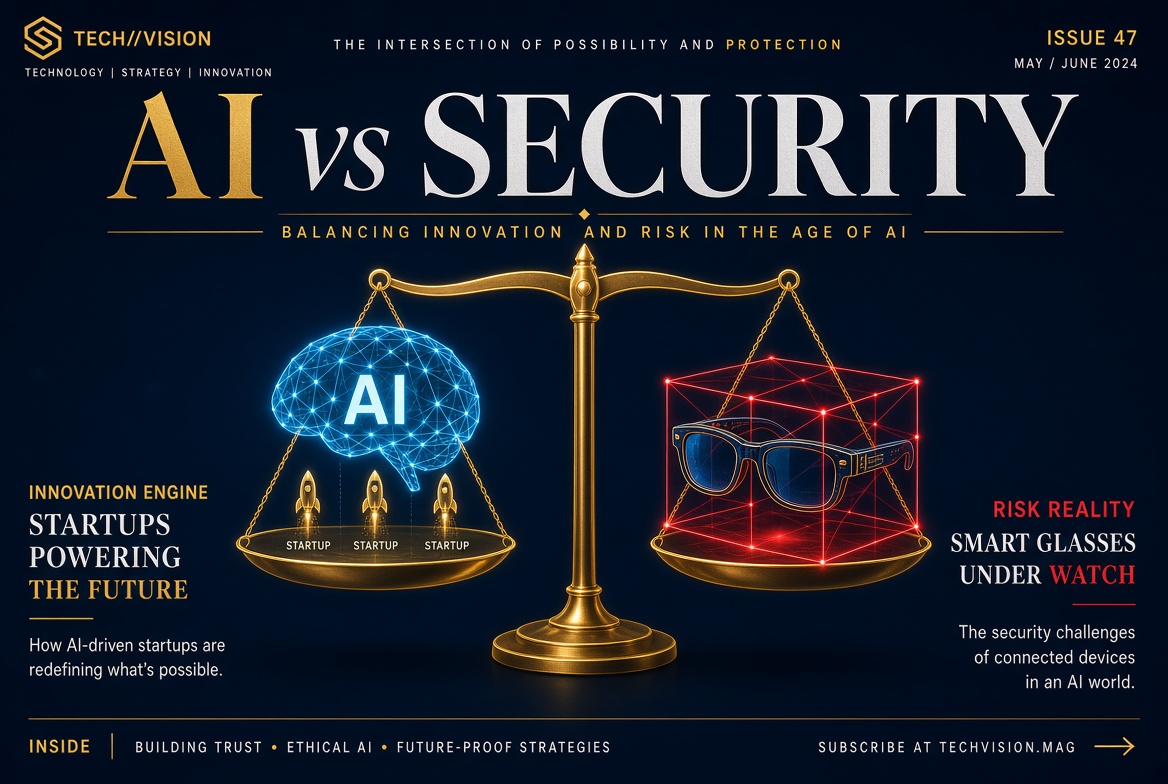 TECH//VISION
TECHNOLOGY | STRATEGY | INNOVATION
THE INTERSECTION OF POSSIBILITY AND PROTECTION
ISSUE 47
MAY / JUNE 2024
AI vs SECURITY
BALANCING INNOVATION AND RISK IN THE AGE OF AI
AI
STARTUP STARTUP STARTUP
INNOVATION ENGINE
STARTUPS
POWERING
THE FUTURE
How AI-driven startups are
redefining what's possible.
RISK REALITY
SMART GLASSES
UNDER WATCH
The security challenges
of connected devices
in an AI world.
INSIDE | BUILDING TRUST • ETHICAL AI • FUTURE-PROOF STRATEGIES
SUBSCRIBE AT TECHVISION.MAG